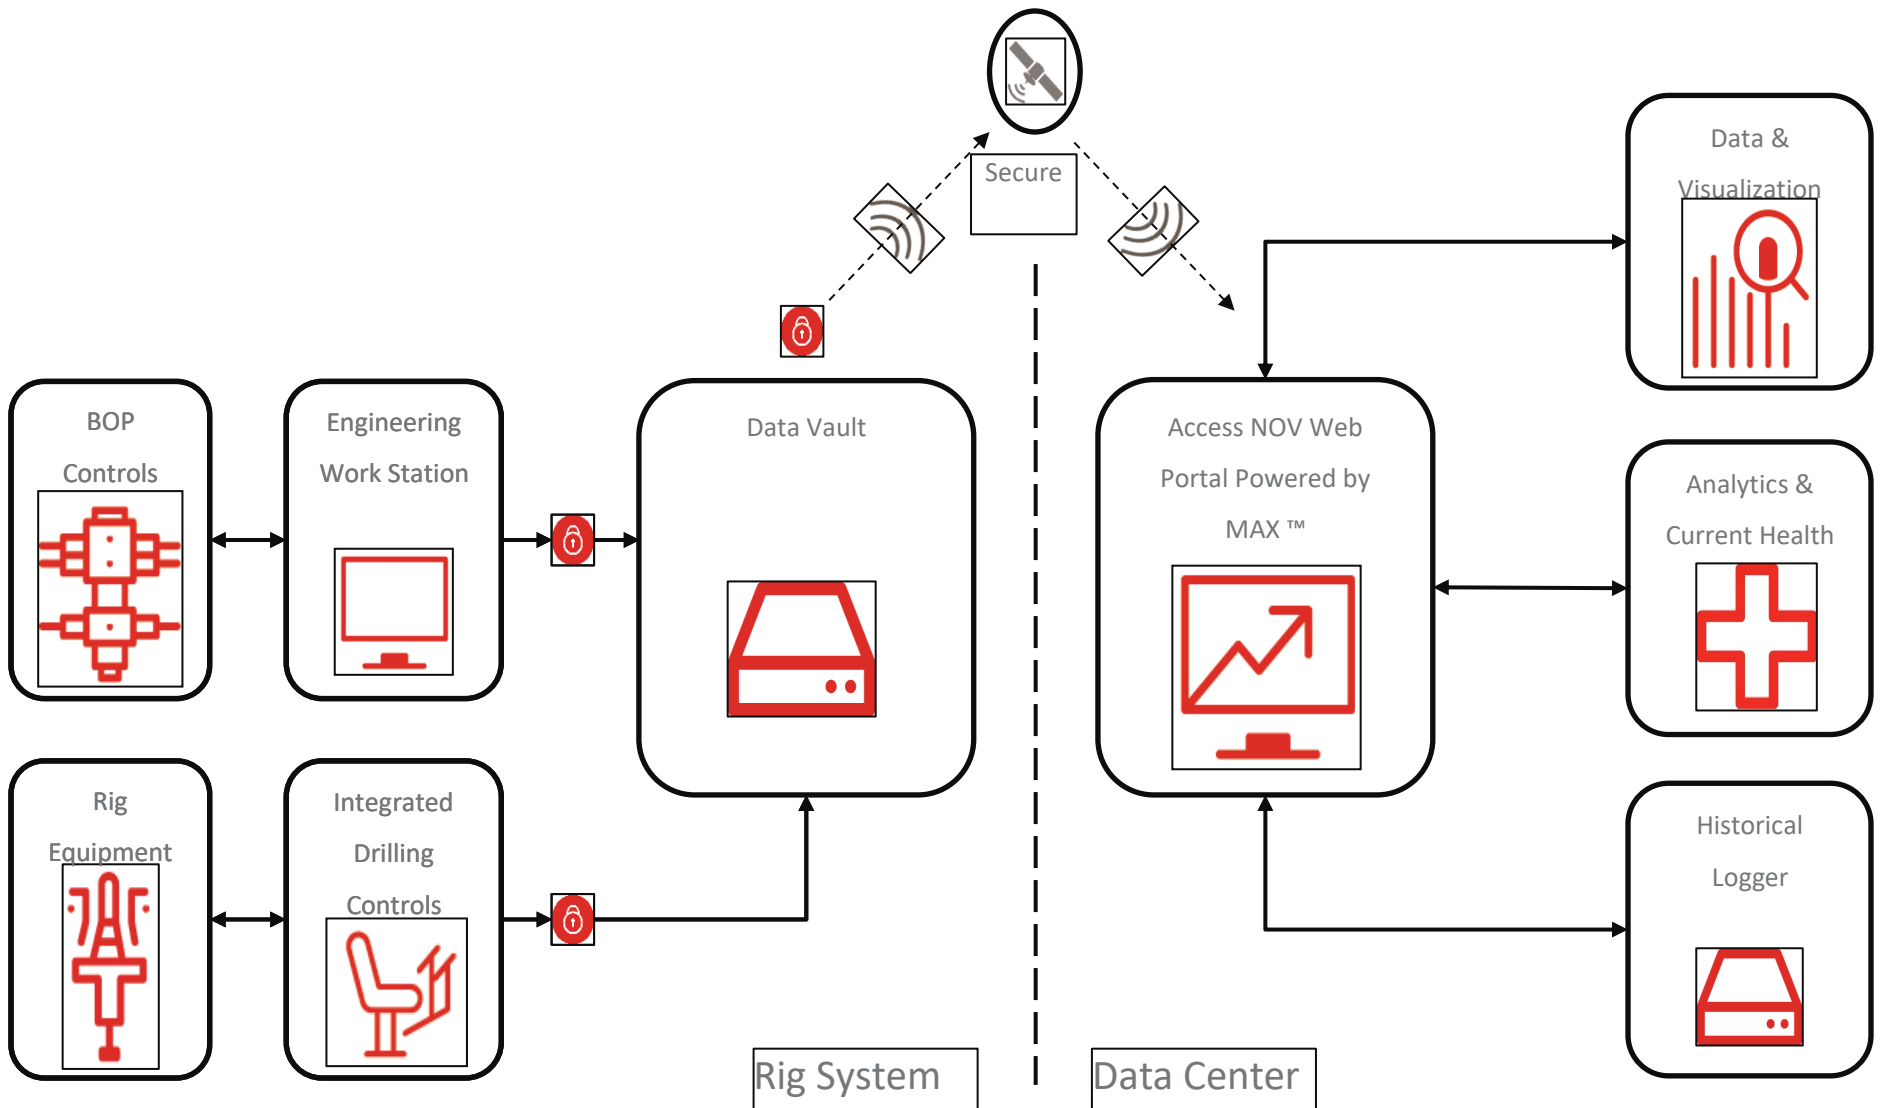 Secure
Data &
Visualization
BOP
Controls
Engineering
Work Station
Data Vault
Access NOV Web
Portal Powered by
MAX ™
Analytics &
Current Health
Rig
Equipment
Integrated
Drilling
Controls
Historical
Logger
Rig System
Data Center